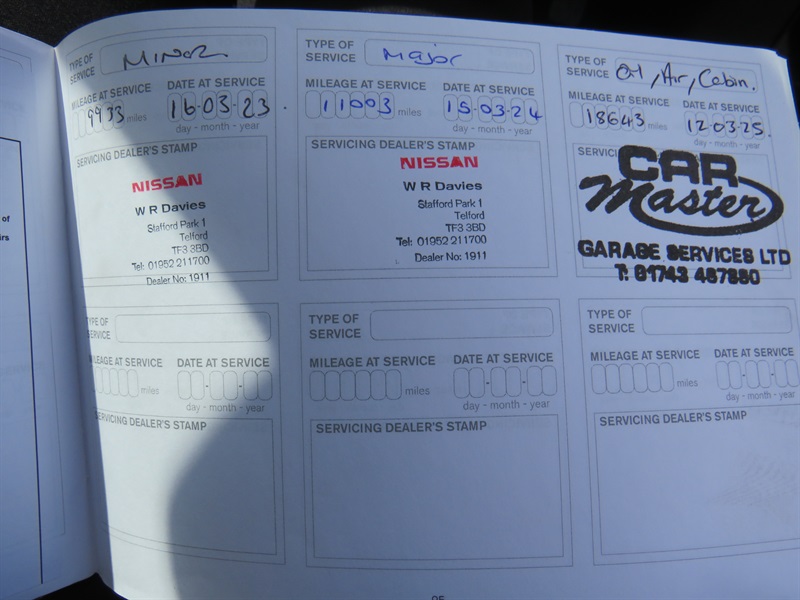 of
irs
TYPE OF
SERVICE
MINOR
MILEAGE AT SERVICE
9933 miles
DATE AT SERVICE
16-03-23.
day - month - year
SERVICING DEALER'S STAMP
NISSAN
W R Davies
Stafford Park 1
Telford
TF3 3BD
Tel: 01952 211700
Dealer No: 1911
TYPE OF
SERVICE
Major
MILEAGE AT SERVICE
11003 miles
DATE AT SERVICE
15-03-24
day - month - year
SERVICING DEALER'S STAMP
NISSAN
W R Davies
Stafford Park 1
Telford
TF3 3BD
Tel: 01952 211700
Dealer No: 1911
TYPE OF
SERVICE
Oil, Air, Cabin.
MILEAGE AT SERVICE
18643 miles
DATE AT SERVICE
12-03-25.
day - month - year
SERVICI
CAR
Master
GARAGE SERVICES LTD
T: 01743 467880
TYPE OF
SERVICE
MILEAGE AT SERVICE
miles
DATE AT SERVICE
day - month - year
SERVICING DEALER'S STAMP
TYPE OF
SERVICE
MILEAGE AT SERVICE
miles
DATE AT SERVICE
day - month - year
SERVICING DEALER'S STAMP
TYPE OF
SERVICE
MILEAGE AT SERVICE
miles
DATE AT SERVICE
day - month - year
SERVICING DEALER'S STAMP